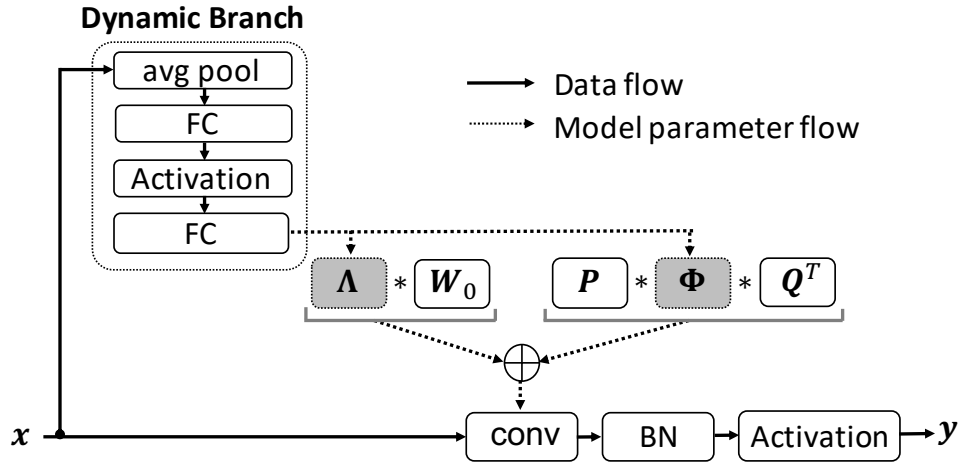 Dynamic Branch
avg pool
FC
Activation
FC
Data flow
Model parameter flow
Λ * W₀
P * Φ * Qᵀ
x
conv
BN
Activation
y